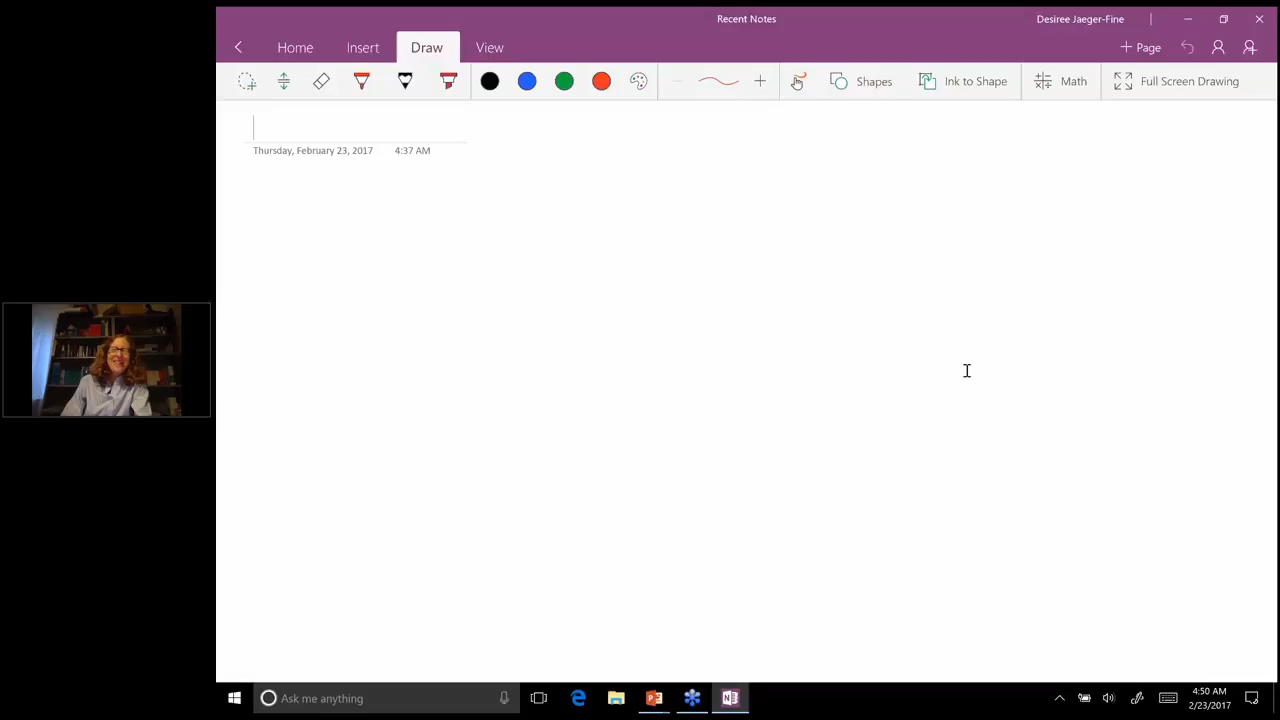 Recent Notes
Desiree Jaeger-Fine
Home Insert Draw View
Page
Shapes Ink to Shape Math Full Screen Drawing
Thursday, February 23, 2017 4:37 AM
Ask me anything
4:50 AM
2/23/2017